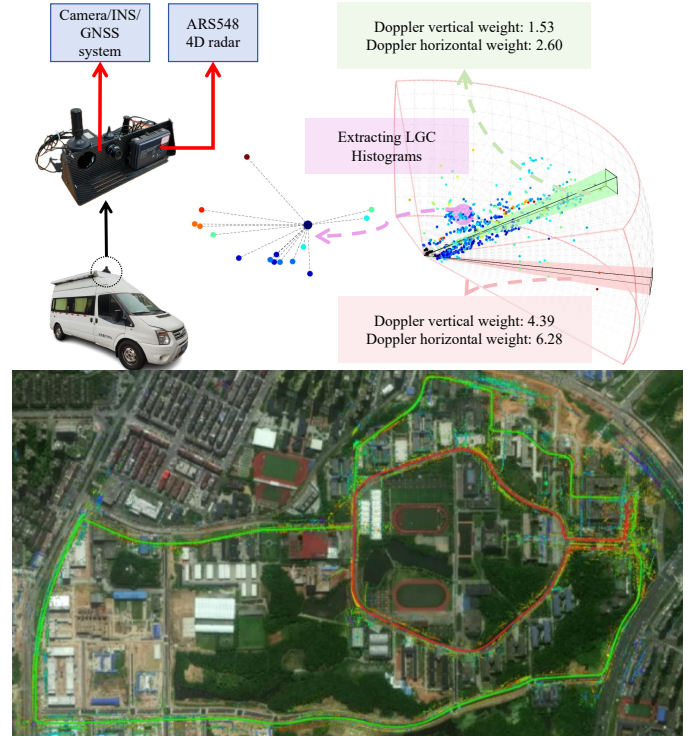 Camera/INS/
GNSS
system
ARS548
4D radar
Doppler vertical weight: 1.53
Doppler horizontal weight: 2.60
Extracting LGC
Histograms
Doppler vertical weight: 4.39
Doppler horizontal weight: 6.28